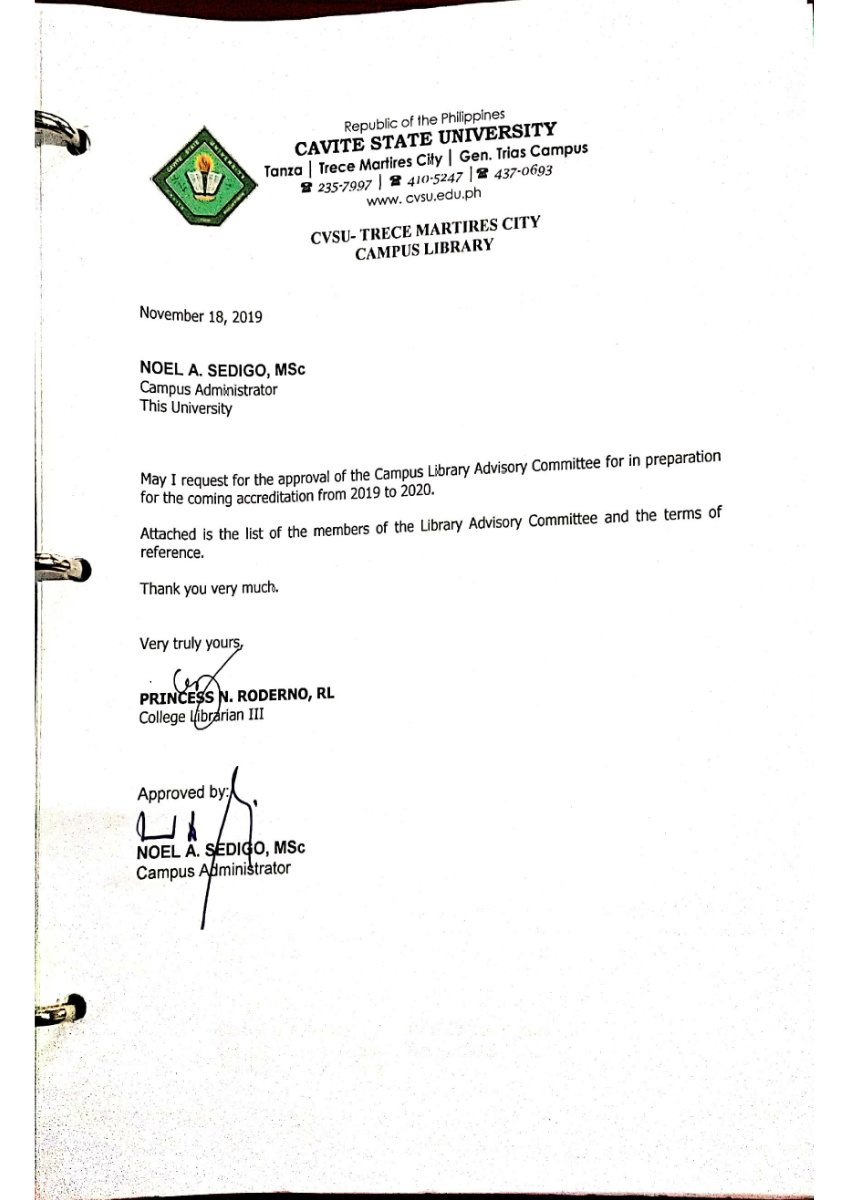 Republic of the Philippines
CAVITE STATE UNIVERSITY
Tanza | Trece Martires City | Gen. Trias Campus
☎ 235-7997 | ☎ 410-5247 | ☎ 437-0693
www. cvsu.edu.ph
CVSU- TRECE MARTIRES CITY
CAMPUS LIBRARY
November 18, 2019
NOEL A. SEDIGO, MSc
Campus Administrator
This University
May I request for the approval of the Campus Library Advisory Committee for in preparation
for the coming accreditation from 2019 to 2020.
Attached is the list of the members of the Library Advisory Committee and the terms of
reference.
Thank you very much.
Very truly yours,
PRINCESS N. RODERNO, RL
College Librarian III
Approved by:
NOEL A. SEDIGO, MSc
Campus Administrator